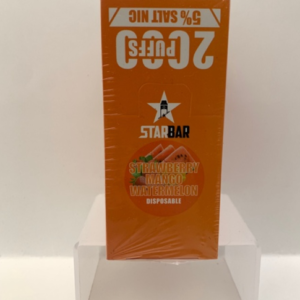 2000
PUFFS
5% SALT NIC
STARBAR
STRAWBERRY
MANGO
WATERMELON
DISPOSABLE